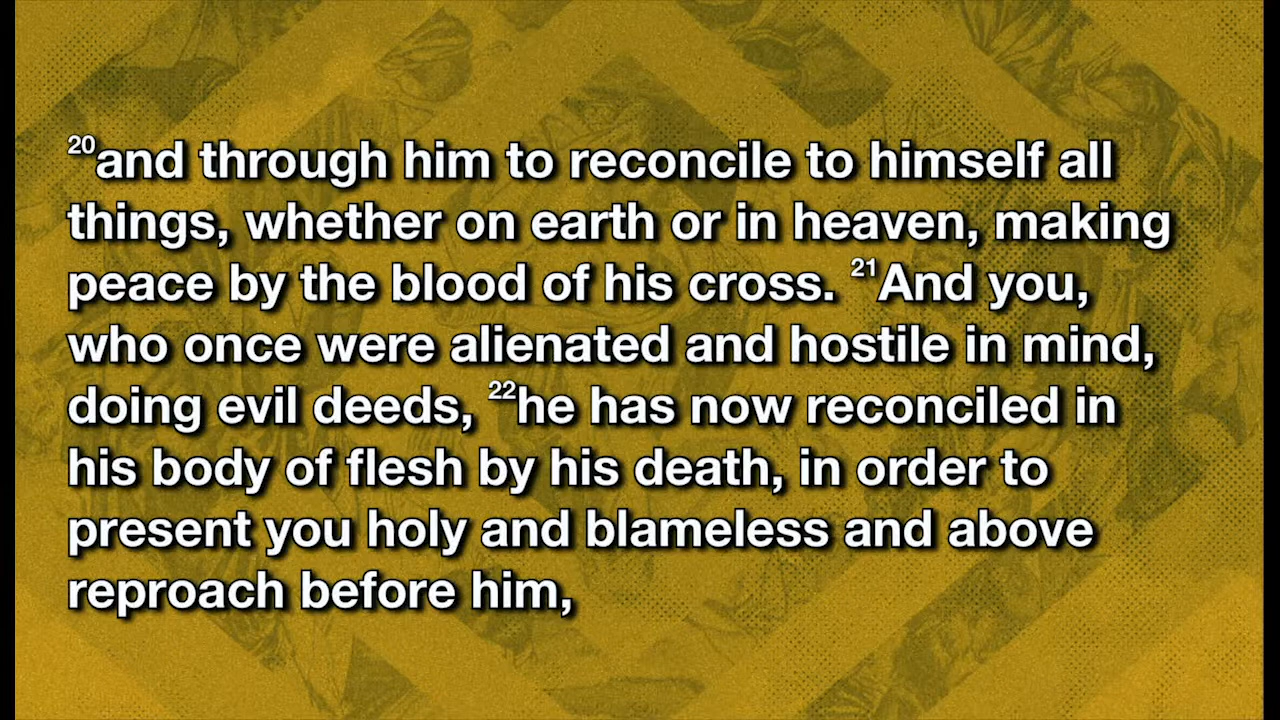 20and through him to reconcile to himself all
things, whether on earth or in heaven, making
peace by the blood of his cross. 21And you,
who once were alienated and hostile in mind,
doing evil deeds, 22he has now reconciled in
his body of flesh by his death, in order to
present you holy and blameless and above
reproach before him,